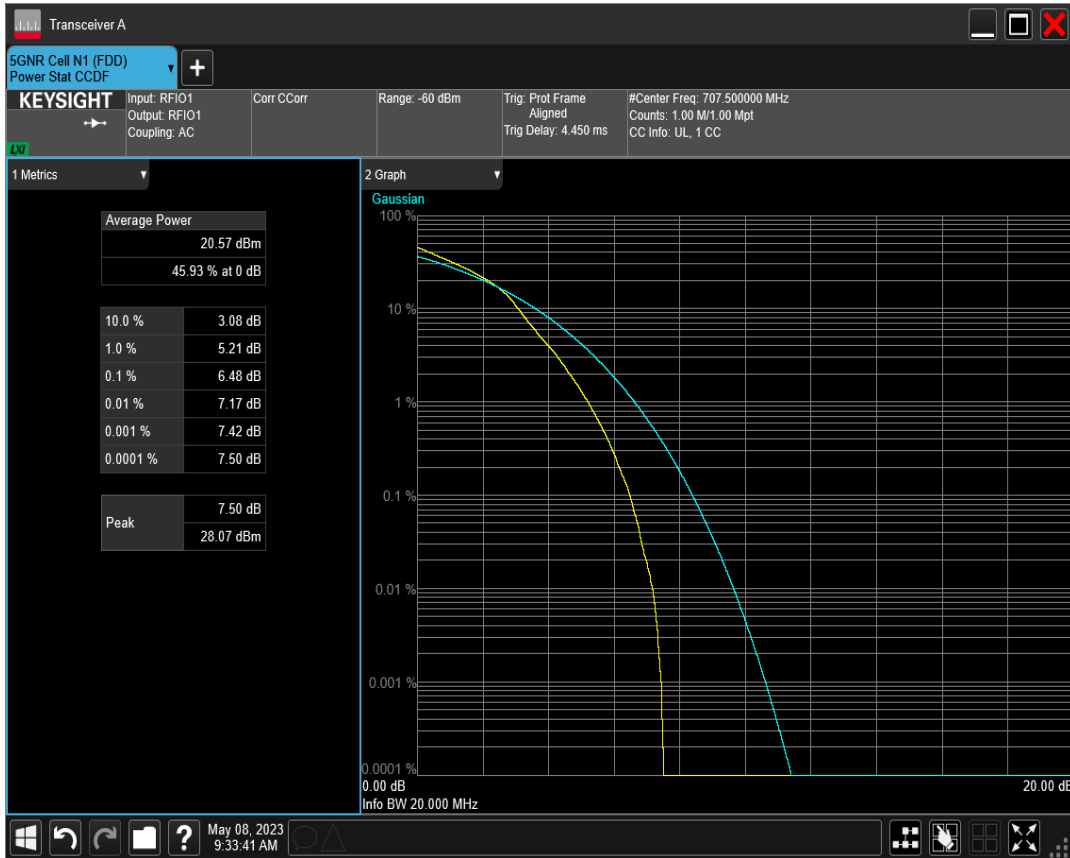 Transceiver A
5GNR Cell N1 (FDD)
Power Stat CCDF
+
KEYSIGHT
LXI
Input: RFIO1
Output: RFIO1
Coupling: AC
Corr CCorr
Range: -60 dBm
Trig: Prot Frame
Aligned
Trig Delay: 4.450 ms
#Center Freq: 707.500000 MHz
Counts: 1.00 M/1.00 Mpt
CC Info: UL, 1 CC
1 Metrics
Average Power
20.57 dBm
45.93 % at 0 dB
10.0 % 3.08 dB
1.0 % 5.21 dB
0.1 % 6.48 dB
0.01 % 7.17 dB
0.001 % 7.42 dB
0.0001 % 7.50 dB
Peak
7.50 dB
28.07 dBm
2 Graph
Gaussian
100 %
10 %
1 %
0.1 %
0.01 %
0.001 %
0.0001 %
0.00 dB 20.00 dB
Info BW 20.000 MHz
?
May 08, 2023
9:33:41 AM